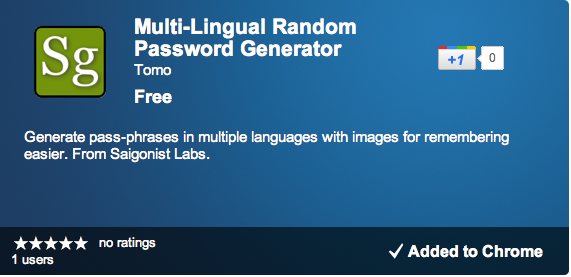 Sg
Multi-Lingual Random
Password Generator
Tomo
Free
+1
0
Generate pass-phrases in multiple languages with images for remembering
easier. From Saigonist Labs.
no ratings
1 users
Added to Chrome